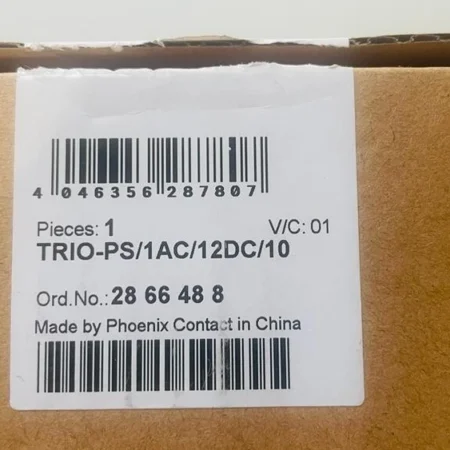 4 046356 287807
Pieces: 1 V/C: 01
TRIO-PS/1AC/12DC/10
Ord.No.: 28 66 48 8
Made by Phoenix Contact in China